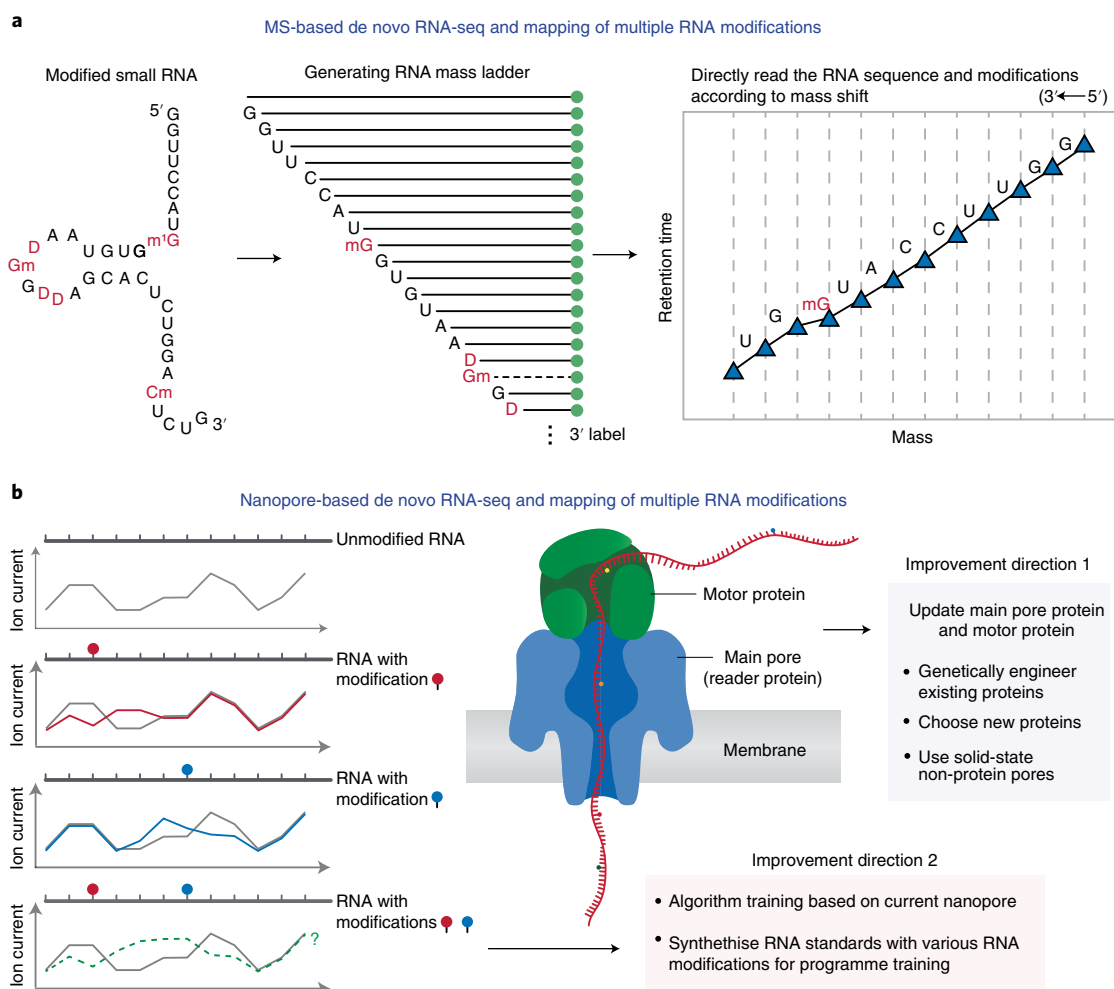 a
MS-based de novo RNA-seq and mapping of multiple RNA modifications
Modified small RNA
5′ G
G
U
U
C
C
A
U
m¹G
G
U
G
U
A
A
D
Gm
G
D
D
A
G
C
A
C
U
C
U
G
G
A
Cm
U
C
U
G 3′
Generating RNA mass ladder
G
G
U
U
C
C
A
U
mG
G
U
G
U
A
A
D
Gm
G
D
⋮ 3′ label
Directly read the RNA sequence and modifications
according to mass shift
(3′←5′)
Retention time
U
G
mG
U
A
C
C
U
U
G
G
Mass
b
Nanopore-based de novo RNA-seq and mapping of multiple RNA modifications
Ion current
Unmodified RNA
Ion current
RNA with
modification
Ion current
RNA with
modification
Ion current
RNA with
modifications
?
Motor protein
Main pore
(reader protein)
Membrane
Improvement direction 1
Update main pore protein
and motor protein
• Genetically engineer
existing proteins
• Choose new proteins
• Use solid-state
non-protein pores
Improvement direction 2
• Algorithm training based on current nanopore
• Synthethise RNA standards with various RNA
modifications for programme training